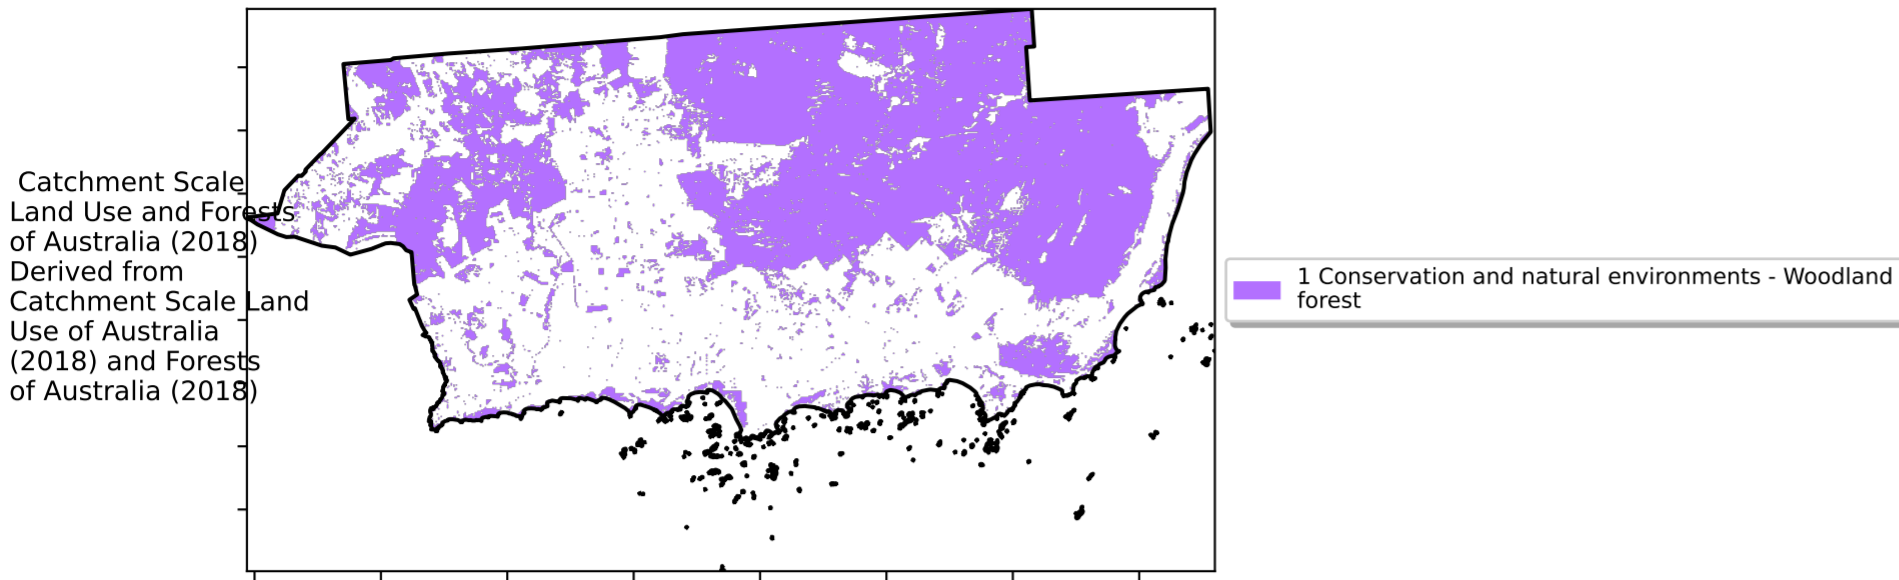 Catchment Scale
Land Use and Forests
of Australia (2018)
Derived from
Catchment Scale Land
Use of Australia
(2018) and Forests
of Australia (2018)
1 Conservation and natural environments - Woodland
forest